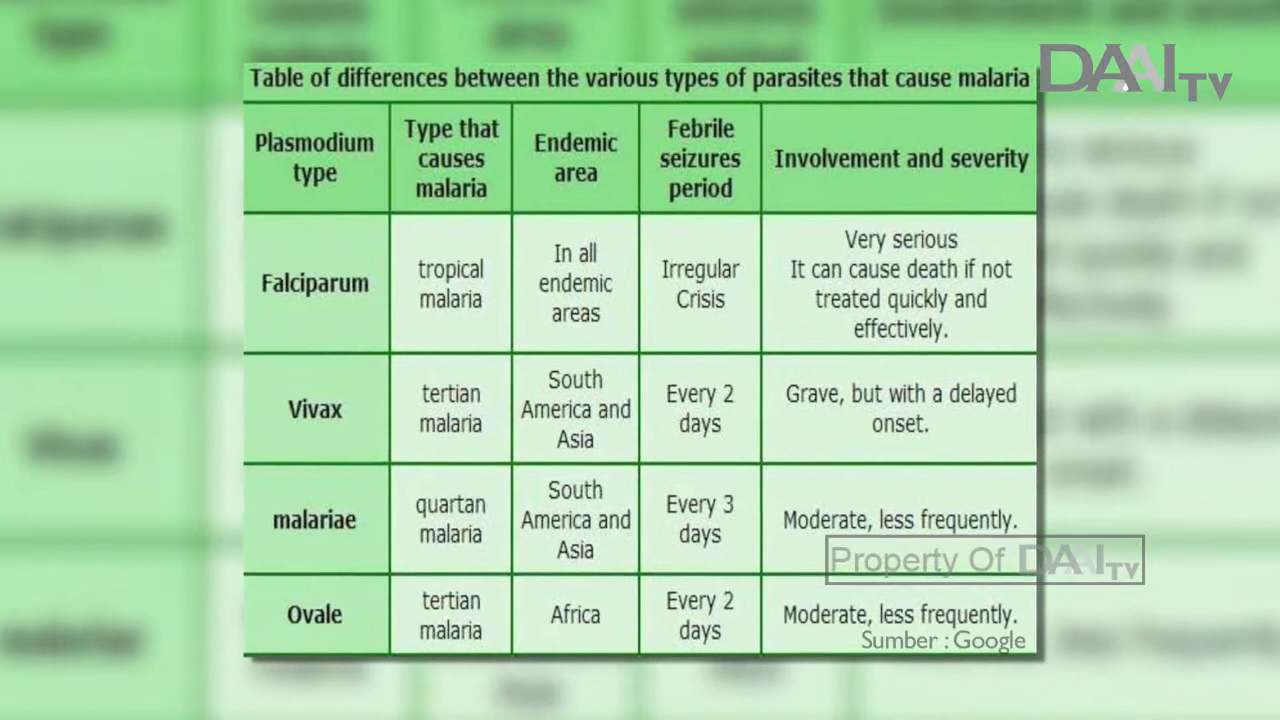 DAAI TV
Table of differences between the various types of parasites that cause malaria
Plasmodium
type
Type that
causes
malaria
Endemic
area
Febrile
seizures
period
Involvement and severity
Falciparum
tropical
malaria
In all
endemic
areas
Irregular
Crisis
Very serious
It can cause death if not
treated quickly and
effectively.
Vivax
tertian
malaria
South
America and
Asia
Every 2
days
Grave, but with a delayed
onset.
malariae
quartan
malaria
South
America and
Asia
Every 3
days
Moderate, less frequently.
Property Of DAAI TV
Ovale
tertian
malaria
Africa
Every 2
days
Moderate, less frequently.
Sumber : Google